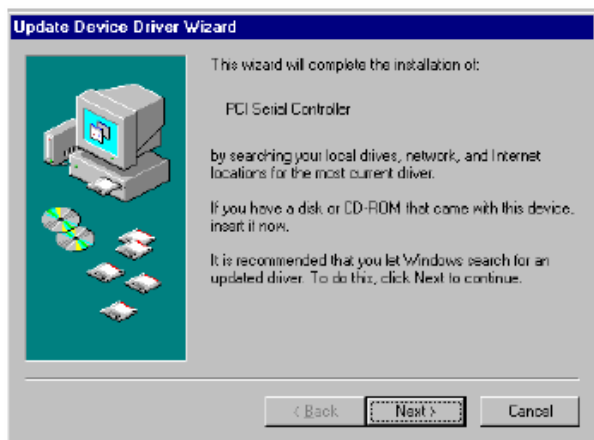 Update Device Driver Wizard
This wizard will complete the installation of:
PCI Serial Controller
by searching your local drives, network, and Internet
locations for the most current driver.
If you have a disk or CD-ROM that came with this device,
insert it now.
It is recommended that you let Windows search for an
updated driver. To do this, click Next to continue.
< Back
Next >
Cancel